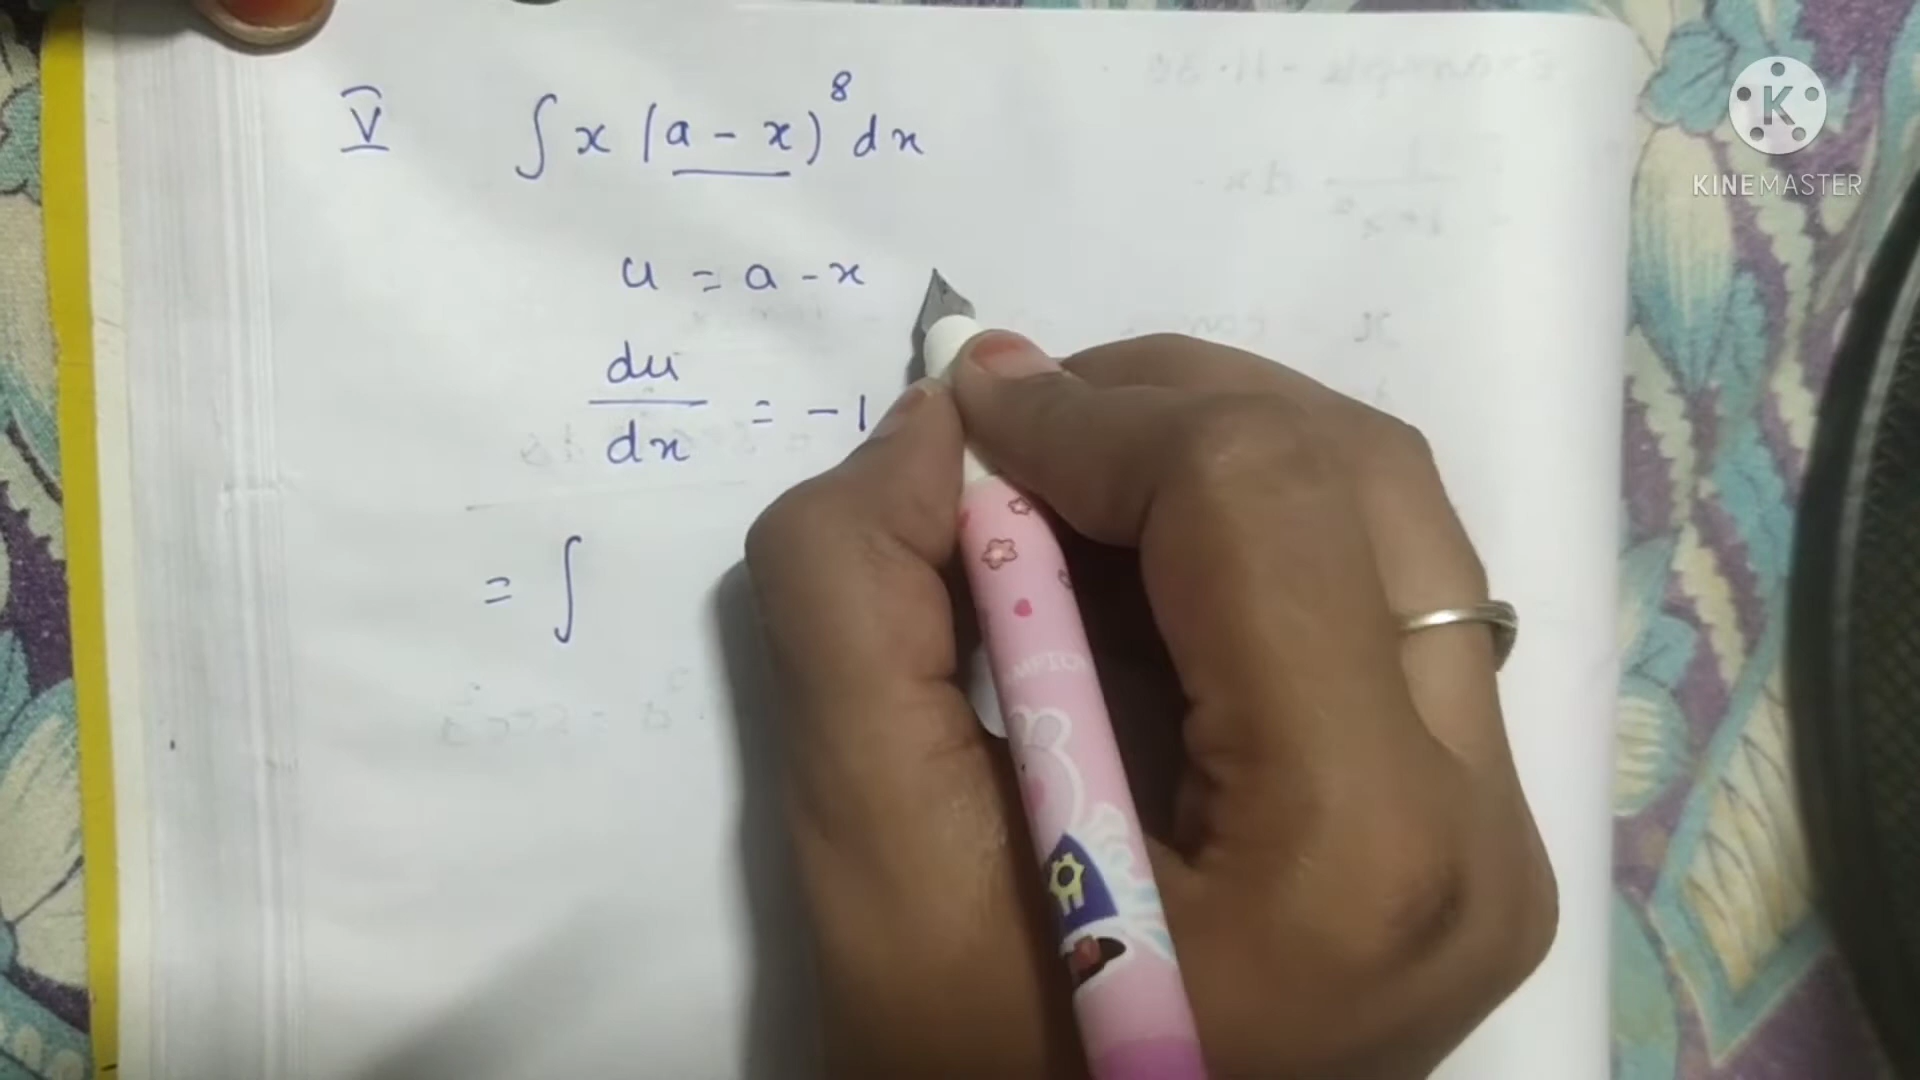 V ∫ x (a - x)⁸ dx
KINEMASTER
u = a - x
du/dx = -1
= ∫